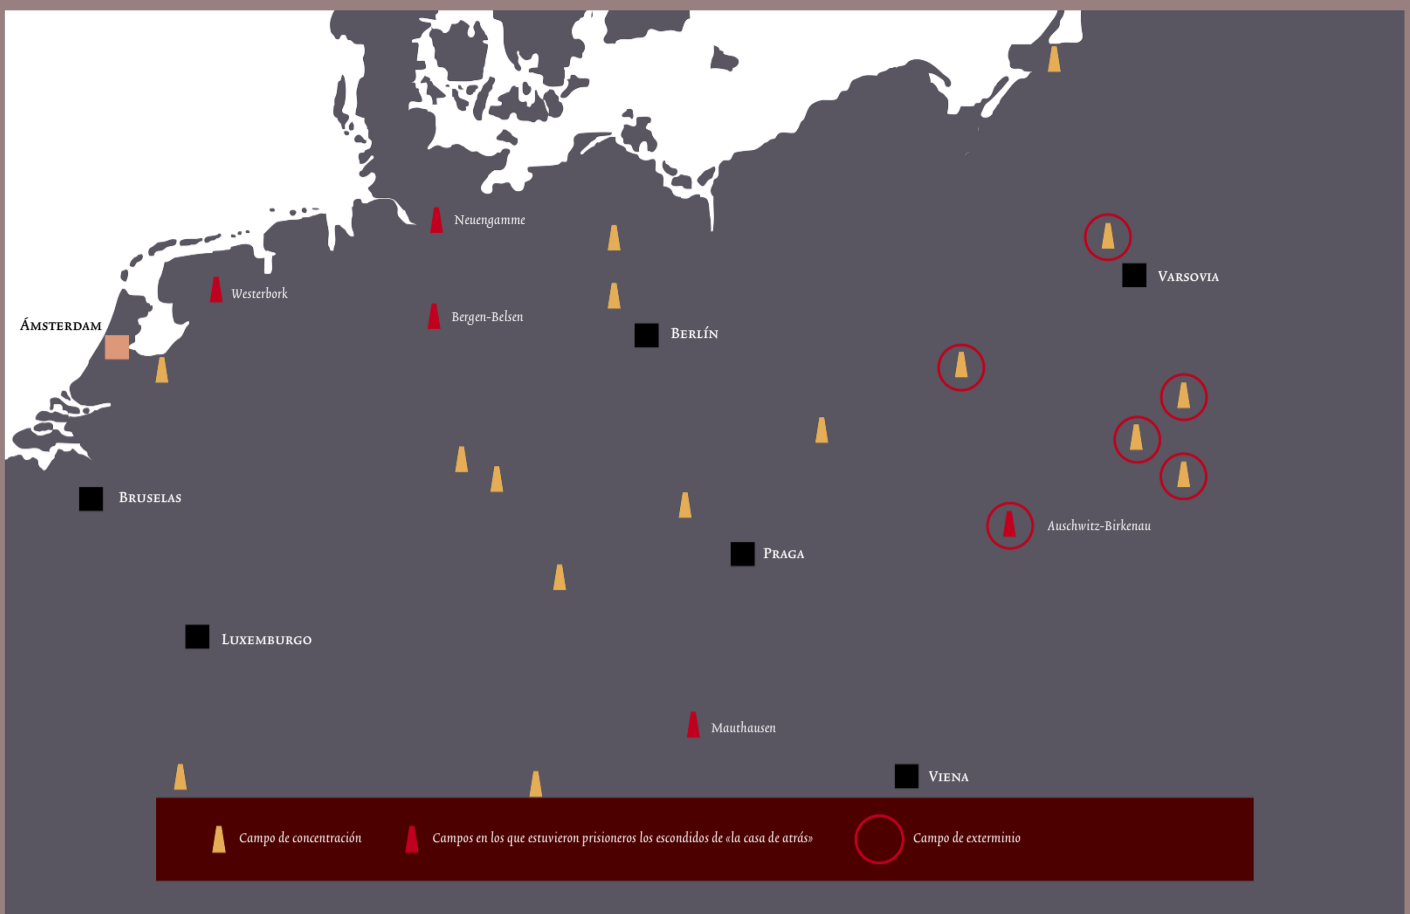 Neuengamme
Varsovia
Westerbork
Bergen-Belsen
Ámsterdam
Berlín
Bruselas
Auschwitz-Birkenau
Praga
Luxemburgo
Mauthausen
Viena
Campo de concentración
Campos en los que estuvieron prisioneros los escondidos de «la casa de atrás»
Campo de exterminio